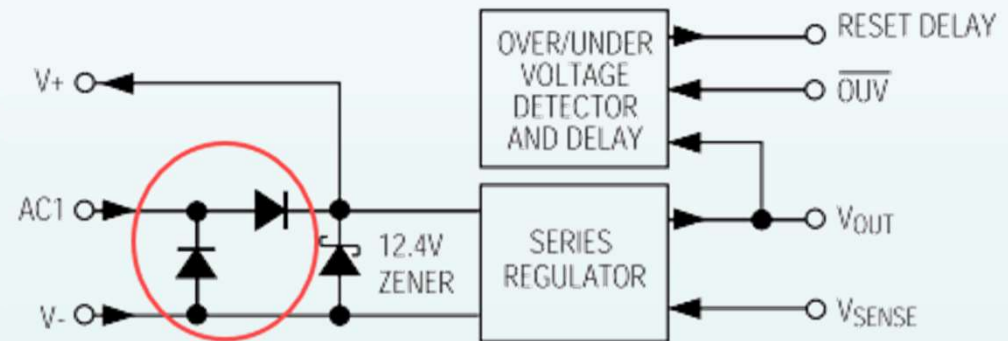 OVER/UNDER
VOLTAGE
DETECTOR
AND DELAY
RESET DELAY
OUV
V+
AC1
12.4V
ZENER
V-
SERIES
REGULATOR
VOUT
VSENSE